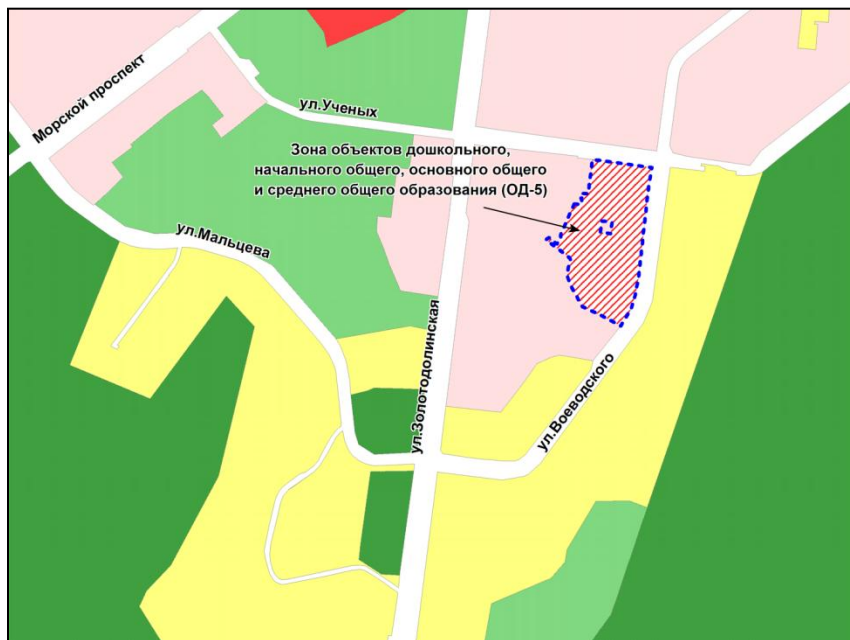 Морской проспект
ул.Ученых
Зона объектов дошкольного,
начального общего, основного общего
и среднего общего образования (ОД-5)
ул.Мальцева
ул.Золотодолинская
ул.Воеводского